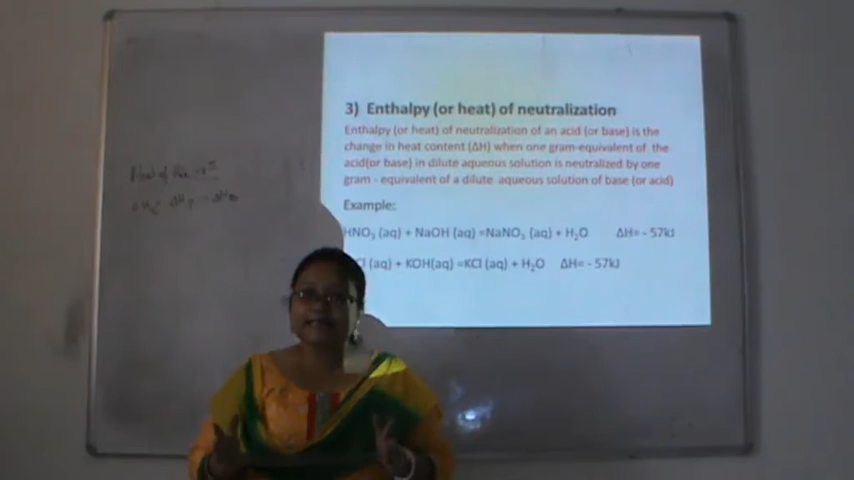 3) Enthalpy (or heat) of neutralization
Enthalpy (or heat) of neutralization of an acid (or base) is the
change in heat content (ΔH) when one gram-equivalent of the
acid(or base) in dilute aqueous solution is neutralized by one
gram - equivalent of a dilute aqueous solution of base (or acid)
Example:
HNO₃ (aq) + NaOH (aq) =NaNO₃ (aq) + H₂O ΔH= - 57kJ
Cl (aq) + KOH(aq) =KCl (aq) + H₂O ΔH= - 57kJ
Heat of